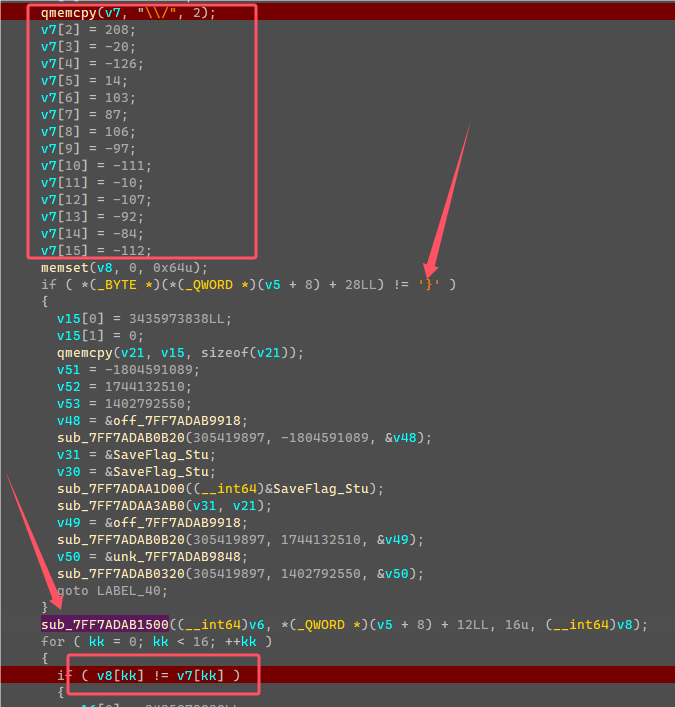 qmemcpy(v7, "\\/", 2);
v7[2] = 208;
v7[3] = -20;
v7[4] = -126;
v7[5] = 14;
v7[6] = 103;
v7[7] = 87;
v7[8] = 106;
v7[9] = -97;
v7[10] = -111;
v7[11] = -10;
v7[12] = -107;
v7[13] = -92;
v7[14] = -84;
v7[15] = -112;
memset(v8, 0, 0x64u);
if ( *(_BYTE *)(*(_QWORD *)(v5 + 8) + 28LL) != '}' )
{
v15[0] = 3435973838LL;
v15[1] = 0;
qmemcpy(v21, v15, sizeof(v21));
v51 = -1804591089;
v52 = 1744132510;
v53 = 1402792550;
v48 = &off_7FF7ADAB9918;
sub_7FF7ADAB0B20(305419897, -1804591089, &v48);
v31 = &SaveFlag_Stu;
v30 = &SaveFlag_Stu;
sub_7FF7ADAA1D00((__int64)&SaveFlag_Stu);
sub_7FF7ADAA3AB0(v31, v21);
v49 = &off_7FF7ADAB9918;
sub_7FF7ADAB0B20(305419897, 1744132510, &v49);
v50 = &unk_7FF7ADAB9848;
sub_7FF7ADAB0320(305419897, 1402792550, &v50);
goto LABEL_40;
}
sub_7FF7ADAB1500((__int64)v6, *(_QWORD *)(v5 + 8) + 12LL, 16u, (__int64)v8);
for ( kk = 0; kk < 16; ++kk )
{
if ( v8[kk] != v7[kk] )
{